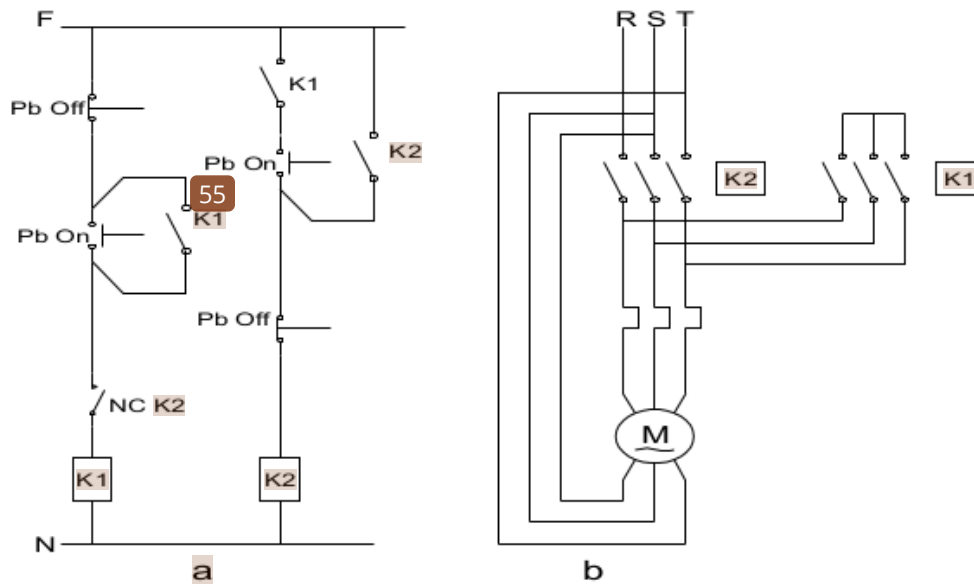 F
R S T
K1
Pb Off
K2
Pb On
K2
K1
55
K1
Pb On
Pb Off
NC K2
M
K1
K2
N
a
b